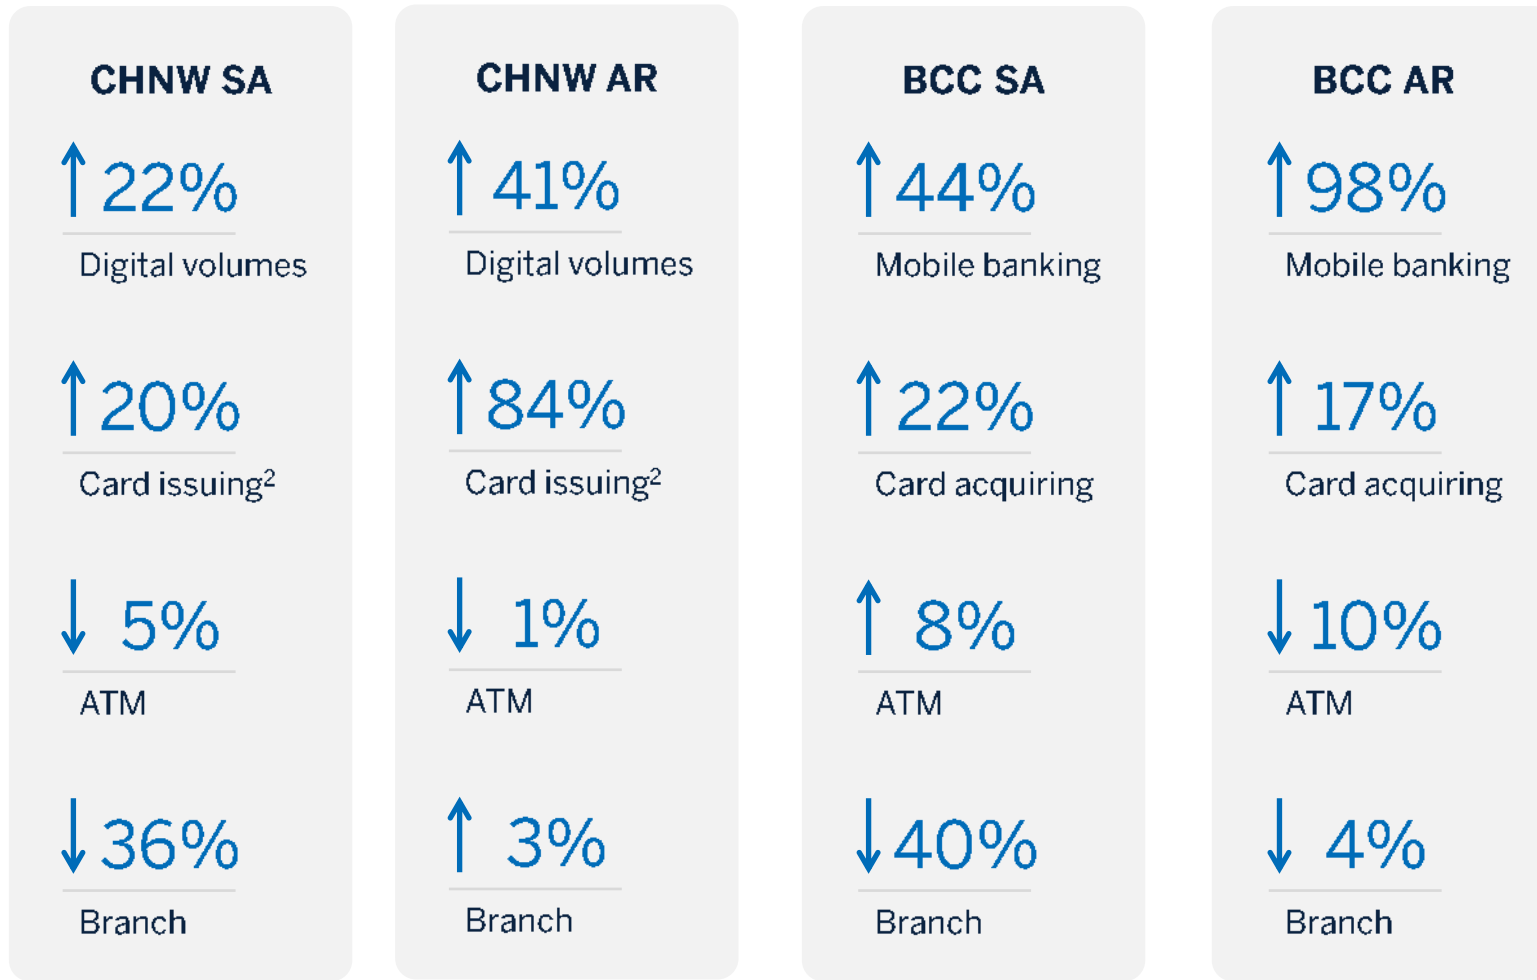 CHNW SA
22%
Digital volumes
20%
Card issuing²
5%
ATM
36%
Branch
CHNW AR
41%
Digital volumes
84%
Card issuing²
1%
ATM
3%
Branch
BCC SA
44%
Mobile banking
22%
Card acquiring
8%
ATM
40%
Branch
BCC AR
98%
Mobile banking
17%
Card acquiring
10%
ATM
4%
Branch